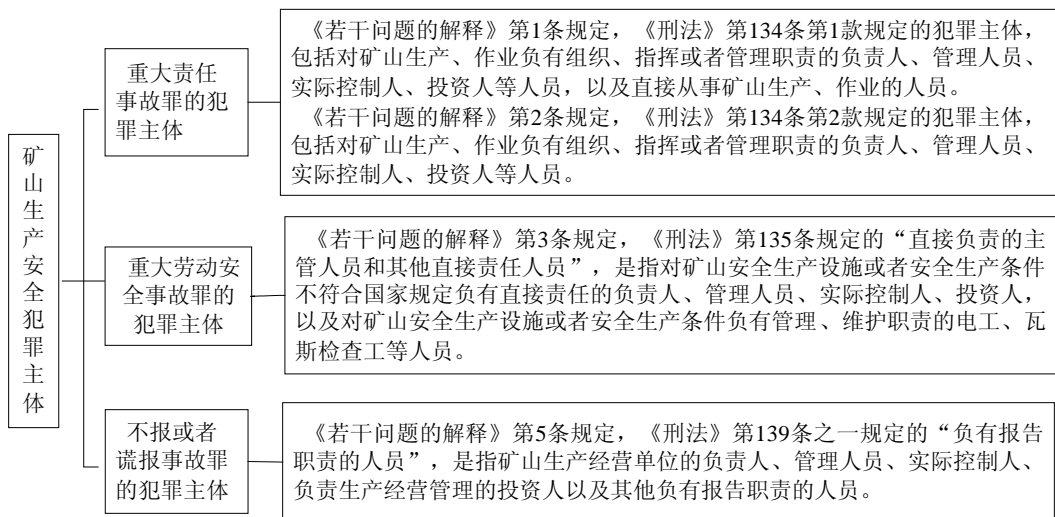 矿山生产安全犯罪主体
重大责任
事故罪的犯
罪主体
《若干问题的解释》第1条规定，《刑法》第134条第1款规定的犯罪主体，
包括对矿山生产、作业负有组织、指挥或者管理职责的负责人、管理人员、
实际控制人、投资人等人员，以及直接从事矿山生产、作业的人员。
《若干问题的解释》第2条规定，《刑法》第134条第2款规定的犯罪主体，
包括对矿山生产、作业负有组织、指挥或者管理职责的负责人、管理人员、
实际控制人、投资人等人员。
重大劳动安
全事故罪的
犯罪主体
《若干问题的解释》第3条规定，《刑法》第135条规定的“直接负责的主
管人员和其他直接责任人员”，是指对矿山安全生产设施或者安全生产条件
不符合国家规定负有直接责任的负责人、管理人员、实际控制人、投资人，
以及对矿山安全生产设施或者安全生产条件负有管理、维护职责的电工、瓦
斯检查工等人员。
不报或者
谎报事故罪
的犯罪主体
《若干问题的解释》第5条规定，《刑法》第139条之一规定的“负有报告
职责的人员”，是指矿山生产经营单位的负责人、管理人员、实际控制人、
负责生产经营管理的投资人以及其他负有报告职责的人员。